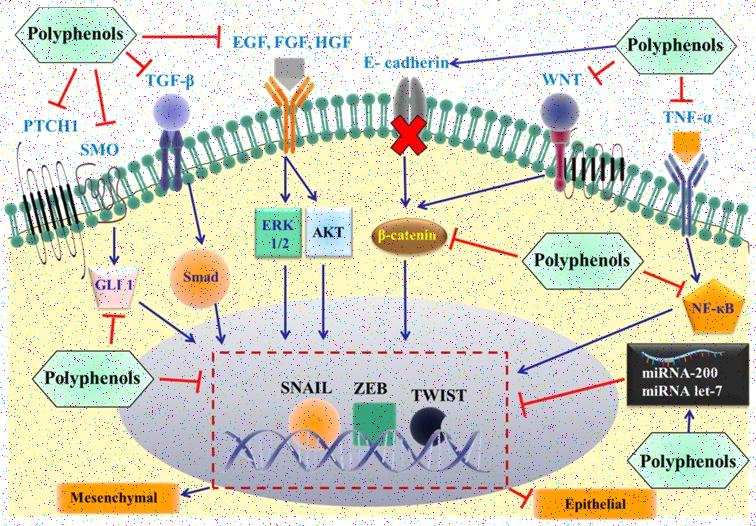 Polyphenols
EGF, FGF, HGF
Polyphenols
E- cadherin
TGF-β
WNT
PTCH1
TNF-α
SMO
ERK
1/2
AKT
β-catenin
Polyphenols
Smad
GLI 1
NF-κB
Polyphenols
miRNA-200
miRNA let-7
SNAIL
ZEB
TWIST
Polyphenols
Mesenchymal
Epithelial